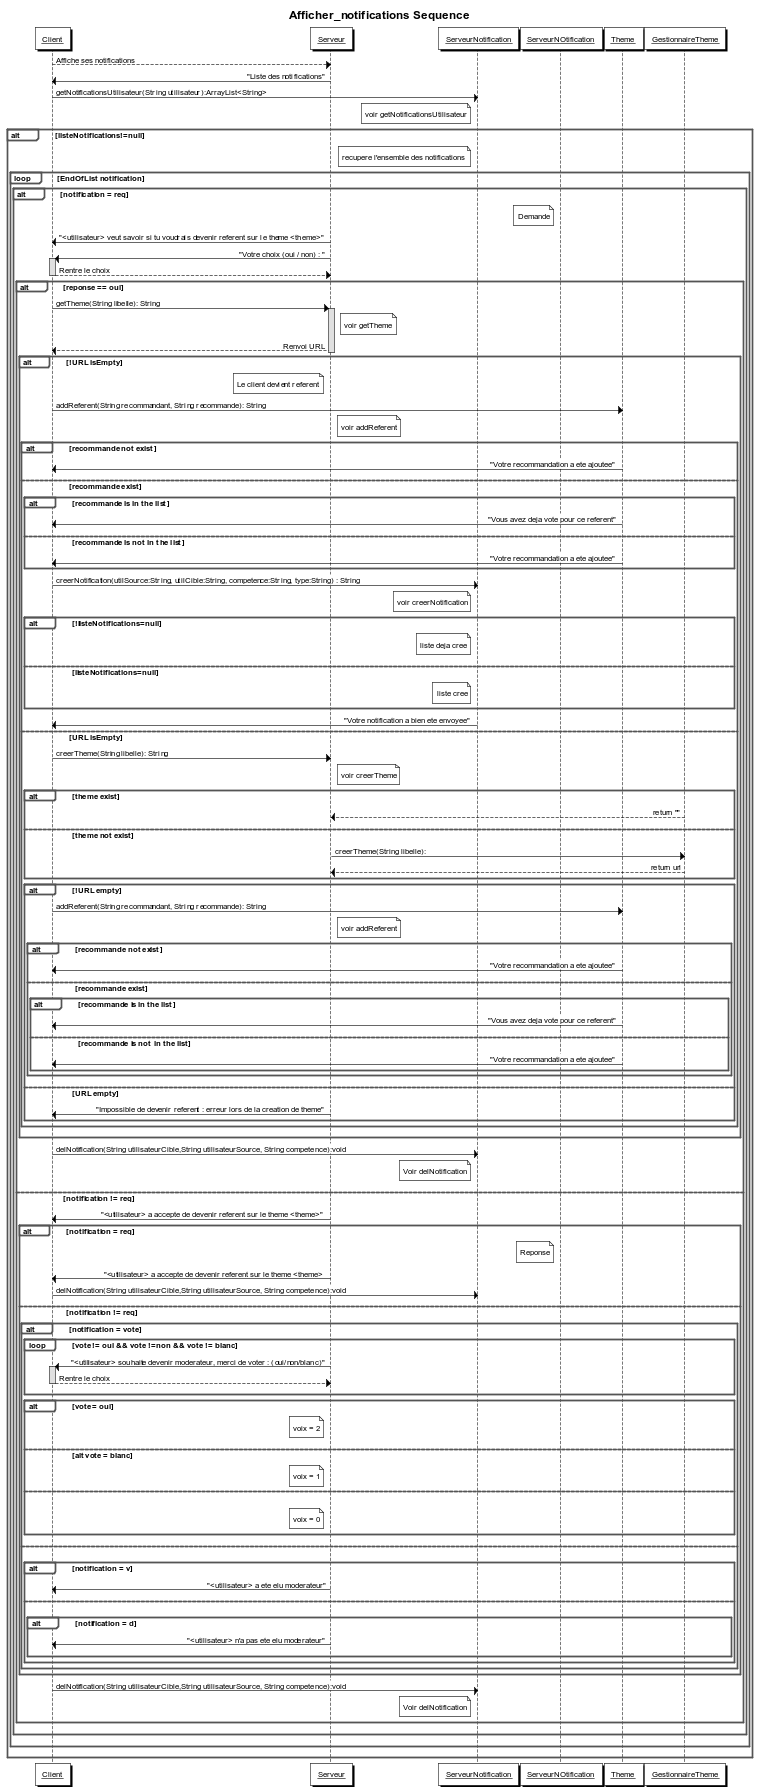 Afficher_notifications Sequence
Client Serveur ServeurNotification ServeurNOtification Theme GestionnaireTheme
Affiche ses notifications
"Liste des notifications"
getNotificationsUtilisateur(String utilisateur):ArrayList<String>
voir getNotificationsUtilisateur
alt [listeNotifications!=null]
recupere l'ensemble des notifications
loop [EndOfList notification]
alt [notification = req]
Demande
"<utilisateur> veut savoir si tu voudrais devenir referent sur le theme <theme>"
"Votre choix (oui / non) : "
Rentre le choix
alt [reponse == oui]
getTheme(String libelle): String
voir getTheme
Renvoi URL
alt [!URL isEmpty]
Le client devient referent
addReferent(String recommandant, String recommande): String
voir addReferent
alt [recommande not exist]
"Votre recommandation a ete ajoutee"
[recommande exist]
alt [recommande is in the list]
"Vous avez deja vote pour ce referent"
[recommande is not in the list]
"Votre recommandation a ete ajoutee"
creerNotification(utilSource:String, utilCible:String, competence:String, type:String) : String
voir creerNotification
alt [!listeNotifications=null]
liste deja cree
[listeNotifications=null]
liste cree
"Votre notification a bien ete envoyee"
[URL isEmpty]
creerTheme(String libelle): String
voir creerTheme
alt [theme exist]
return ""
[theme not exist]
creerTheme(String libelle):
return url
alt [!URL empty]
addReferent(String recommandant, String recommande): String
voir addReferent
alt [recommande not exist]
"Votre recommandation a ete ajoutee"
[recommande exist]
alt [recommande is in the list]
"Vous avez deja vote pour ce referent"
[recommande is not in the list]
"Votre recommandation a ete ajoutee"
[URL empty]
"Impossible de devenir referent : erreur lors de la creation de theme"
delNotification(String utilisateurCible,String utilisateurSource, String competence):void
Voir delNotification
[notification != req]
"<utilisateur> a accepte de devenir referent sur le theme <theme>"
alt [notification = req]
Reponse
"<utilisateur> a accepte de devenir referent sur le theme <theme>
delNotification(String utilisateurCible,String utilisateurSource, String competence):void
[notification != req]
alt [notification = vote]
loop [vote != oui && vote != non && vote != blanc]
"<utilisateur> souhaite devenir moderateur, merci de voter : (oui/non/blanc)"
Rentre le choix
alt [vote = oui]
voix = 2
[alt vote = blanc]
voix = 1
voix = 0
alt [notification = v]
"<utilisateur> a ete elu moderateur"
alt [notification = d]
"<utilisateur> n'a pas ete elu moderateur"
delNotification(String utilisateurCible,String utilisateurSource, String competence):void
Voir delNotification
Client Serveur ServeurNotification ServeurNOtification Theme GestionnaireTheme